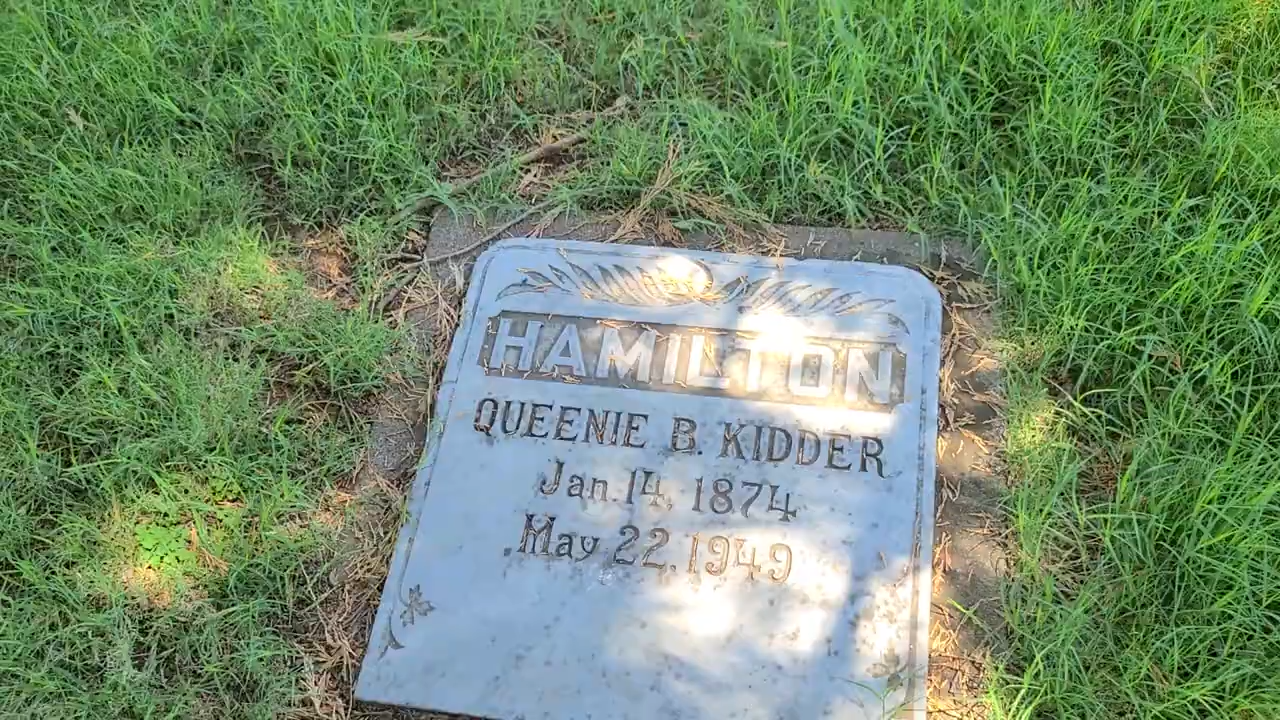 HAMILTON
QUEENIE B. KIDDER
Jan. 14, 1874
May 22, 1949